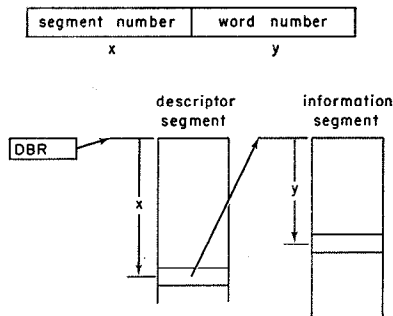 segment number word number
x y
descriptor segment
information segment
DBR
x
y